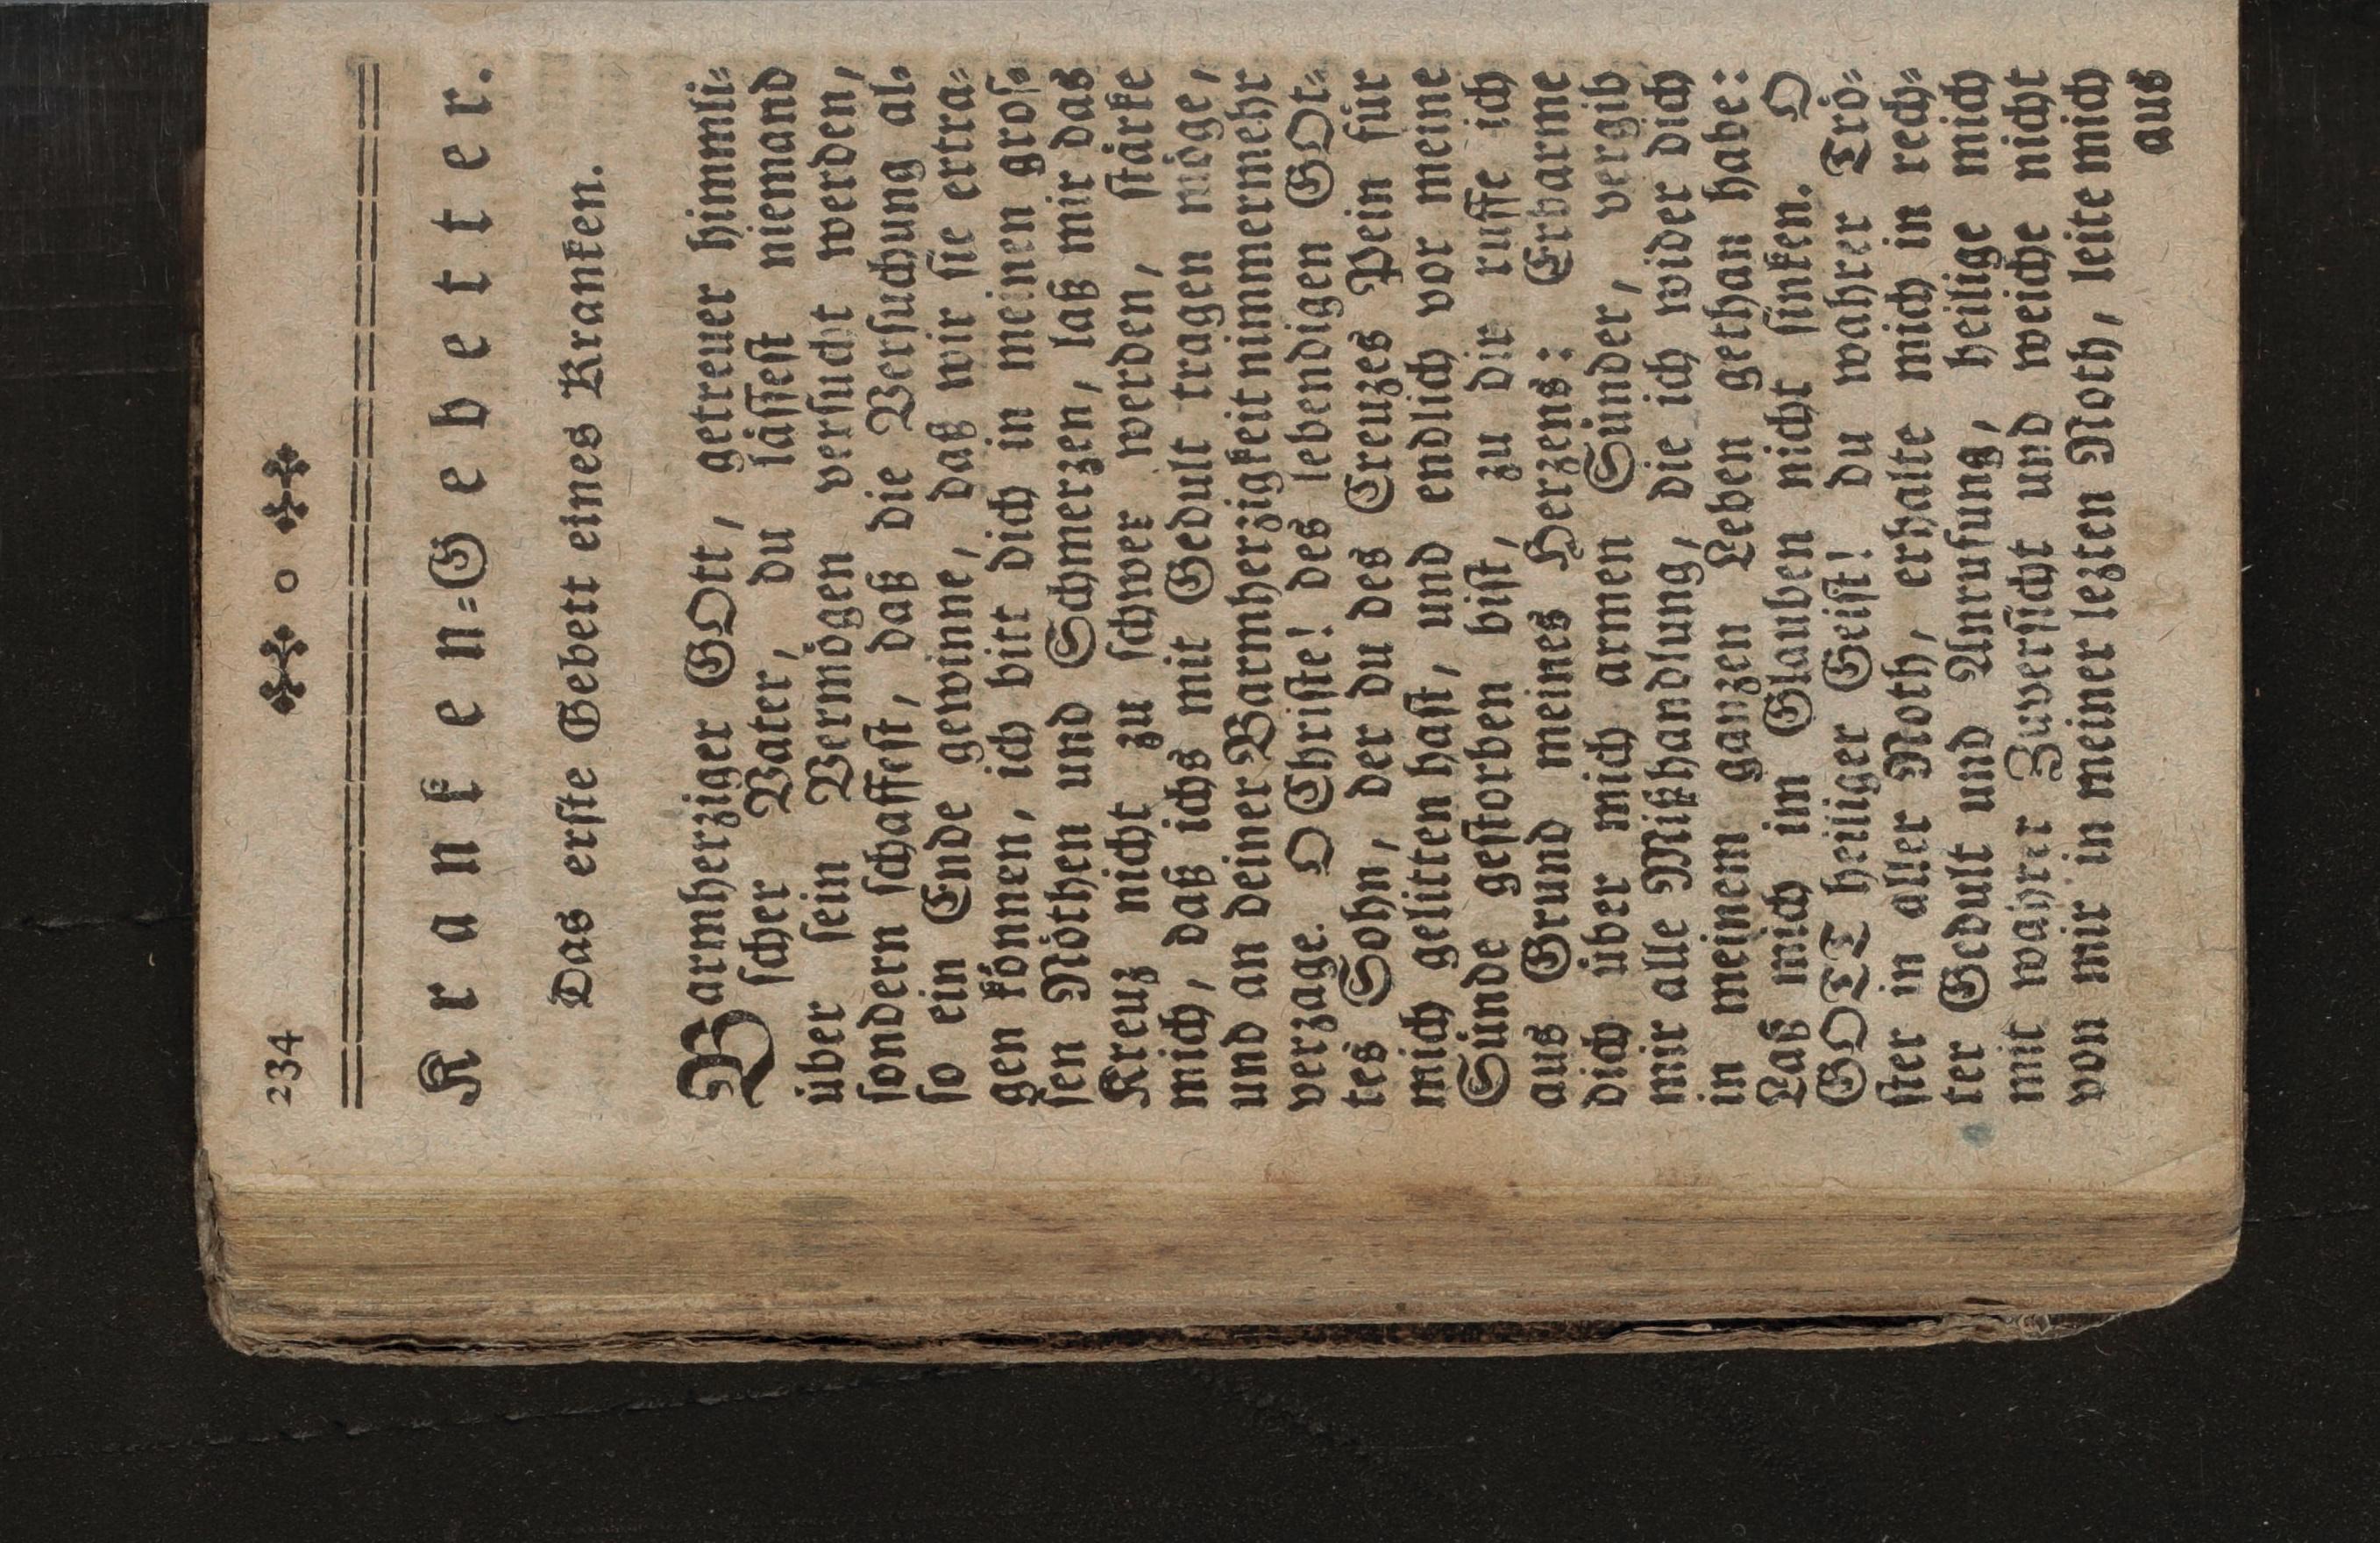 234 ❖ o ❖
Kranken=Gebetter.
Das erste Gebett eines Kranken.
Barmherziger GOtt, getreuer himmli=
scher Vater, du lässest niemand
über sein Vermögen versucht werden,
sondern schaffest, daß die Versuchung al=
so ein Ende gewinne, daß wir sie ertra=
gen können, ich bitt dich in meinen gros=
sen Nöthen und Schmerzen, laß mir das
Kreuz nicht zu schwer werden, stärke
mich, daß ichs mit Gedult tragen möge,
und an deiner Barmherzigkeit nimmermehr
verzage. O Christe! des lebendigen GOt=
tes Sohn, der du des Creuzes Pein für
mich gelitten hast, und endlich vor meine
Sünde gestorben bist, zu dir ruffe ich
aus Grund meines Herzens: Erbarme
dich über mich armen Sünder, vergib
mir alle Mißhandlung, die ich wider dich
in meinem ganzen Leben gethan habe:
Laß mich im Glauben nicht sinken. O
GOTT heiliger Geist! du wahrer Trö=
ster in aller Noth, erhalte mich in rech=
ter Gedult und Anrufung, heilige mich
mit wahrer Zuversicht und weiche nicht
von mir in meiner lezten Noth, leite mich
aus